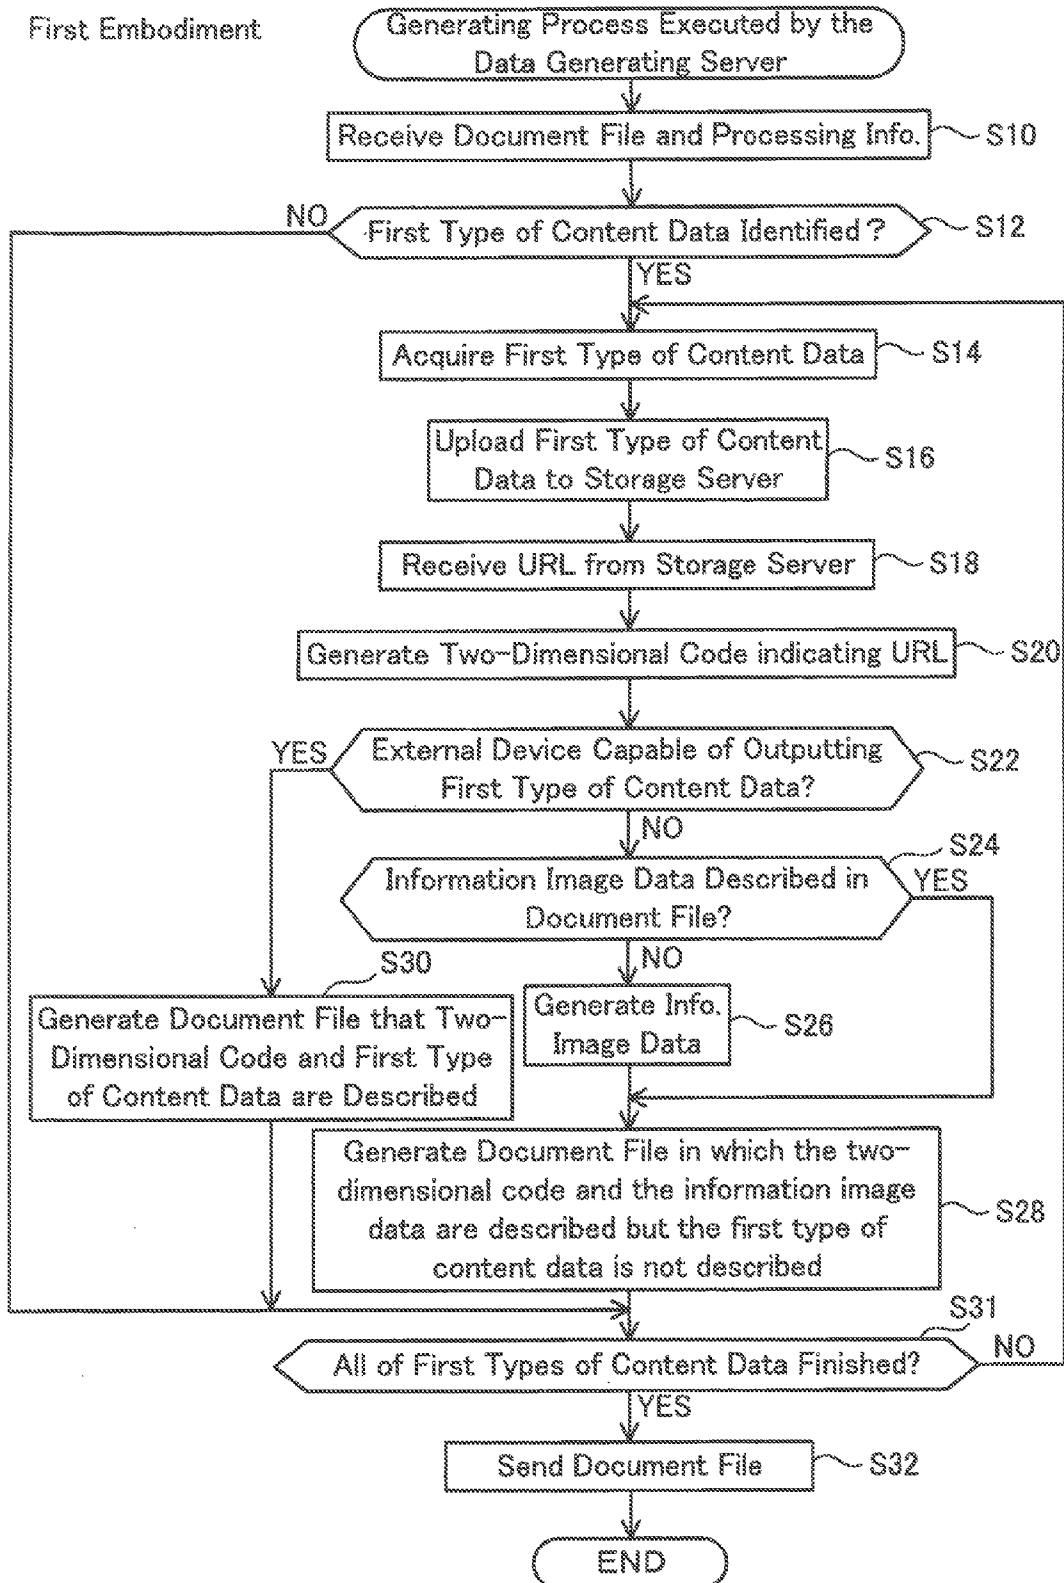 First Embodiment
Generating Process Executed by the
Data Generating Server
Receive Document File and Processing Info.
S10
NO
First Type of Content Data Identified?
S12
YES
Acquire First Type of Content Data
S14
Upload First Type of Content
Data to Storage Server
S16
Receive URL from Storage Server
S18
Generate Two-Dimensional Code indicating URL
S20
YES
External Device Capable of Outputting
First Type of Content Data?
S22
NO
S24
Information Image Data Described in
Document File?
YES
NO
S30
Generate Document File that Two-
Dimensional Code and First Type
of Content Data are Described
Generate Info.
Image Data
S26
Generate Document File in which the two-
dimensional code and the information image
data are described but the first type of
content data is not described
S28
S31
All of First Types of Content Data Finished?
NO
YES
Send Document File
S32
END